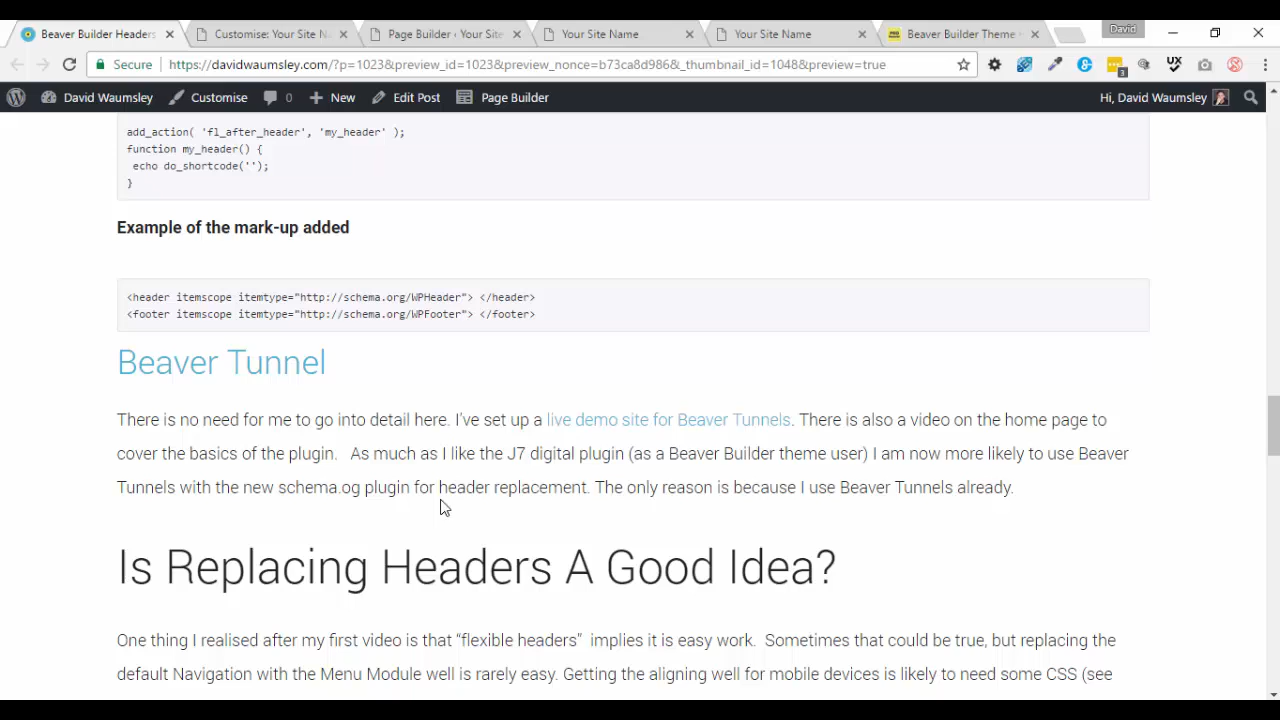 Beaver Builder Headers
Customise: Your Site N
Page Builder ‹ Your Sit
Your Site Name
Your Site Name
Beaver Builder Theme
David
Secure
https://davidwaumsley.com/?p=1023&preview_id=1023&preview_nonce=b73ca8d986&_thumbnail_id=1048&preview=true
3
UX
David Waumsley
Customise
0
New
Edit Post
Page Builder
Hi, David Waumsley
add_action( 'fl_after_header', 'my_header' );
function my_header() {
echo do_shortcode('');
}
Example of the mark-up added
<header itemscope itemtype="http://schema.org/WPHeader"> </header>
<footer itemscope itemtype="http://schema.org/WPFooter"> </footer>
Beaver Tunnel
There is no need for me to go into detail here. I've set up a live demo site for Beaver Tunnels. There is also a video on the home page to
cover the basics of the plugin.   As much as I like the J7 digital plugin (as a Beaver Builder theme user) I am now more likely to use Beaver
Tunnels with the new schema.og plugin for header replacement. The only reason is because I use Beaver Tunnels already.
Is Replacing Headers A Good Idea?
One thing I realised after my first video is that “flexible headers”  implies it is easy work.  Sometimes that could be true, but replacing the
default Navigation with the Menu Module well is rarely easy. Getting the aligning well for mobile devices is likely to need some CSS (see